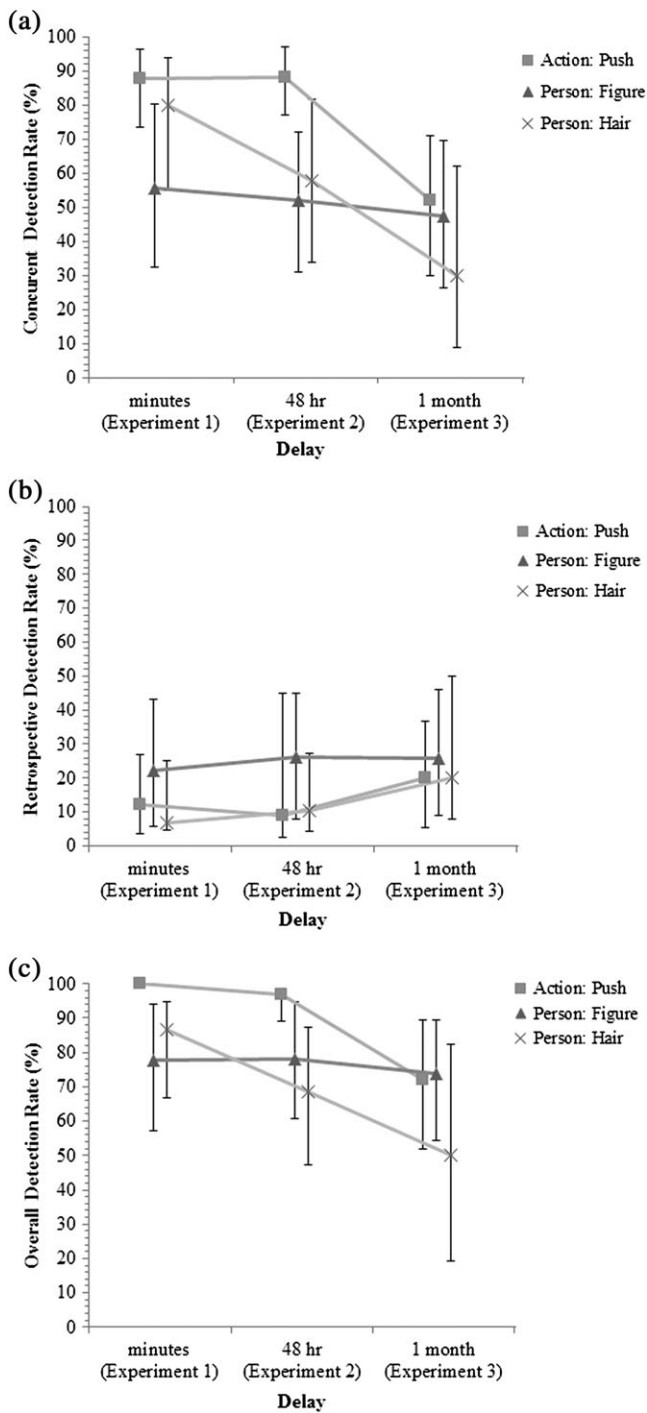 (a)
Concurent Detection Rate (%)
100
90
80
70
60
50
40
30
20
10
0
Action: Push
Person: Figure
Person: Hair
minutes
(Experiment 1)
48 hr
(Experiment 2)
1 month
(Experiment 3)
Delay
(b)
Retrospective Detection Rate (%)
100
90
80
70
60
50
40
30
20
10
0
Action: Push
Person: Figure
Person: Hair
minutes
(Experiment 1)
48 hr
(Experiment 2)
1 month
(Experiment 3)
Delay
(c)
Overall Detection Rate (%)
100
90
80
70
60
50
40
30
20
10
0
Action: Push
Person: Figure
Person: Hair
minutes
(Experiment 1)
48 hr
(Experiment 2)
1 month
(Experiment 3)
Delay